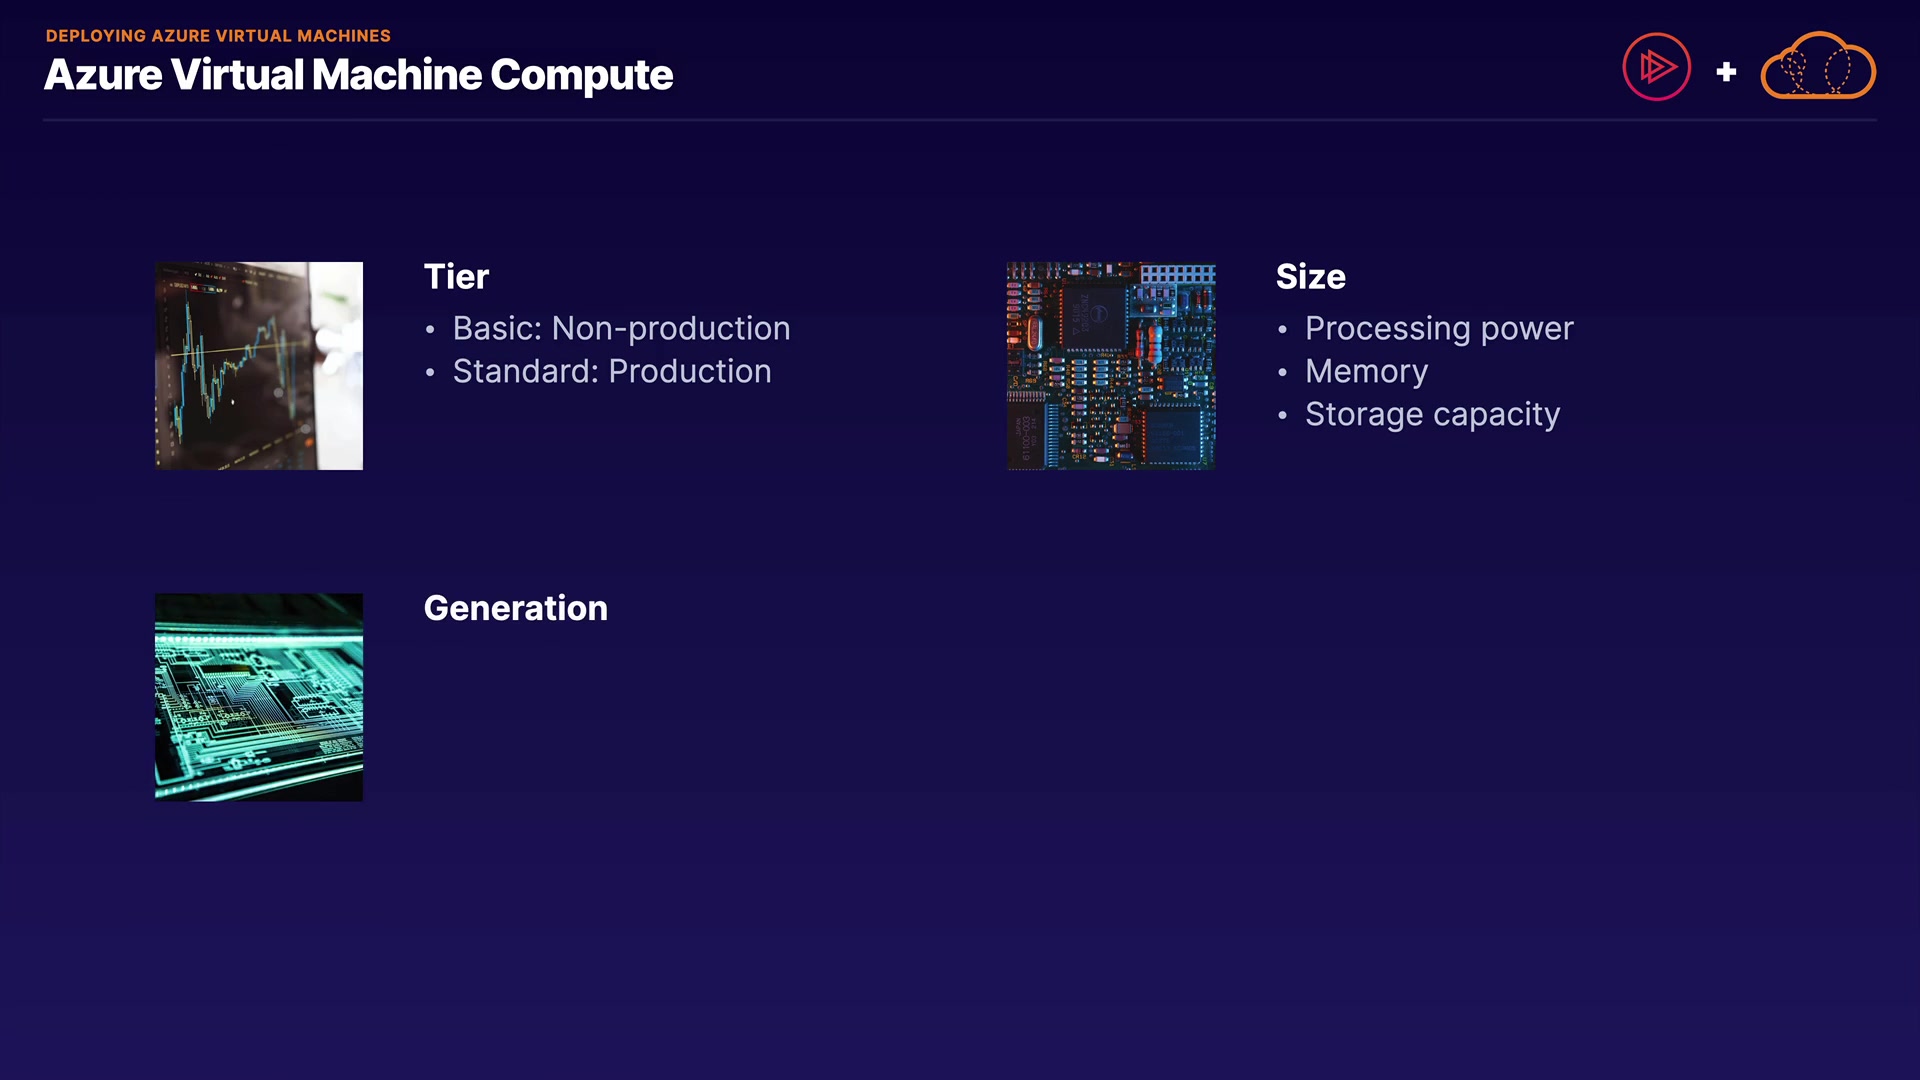 DEPLOYING AZURE VIRTUAL MACHINES
Azure Virtual Machine Compute
Tier
• Basic: Non-production
• Standard: Production
Size
• Processing power
• Memory
• Storage capacity
Generation